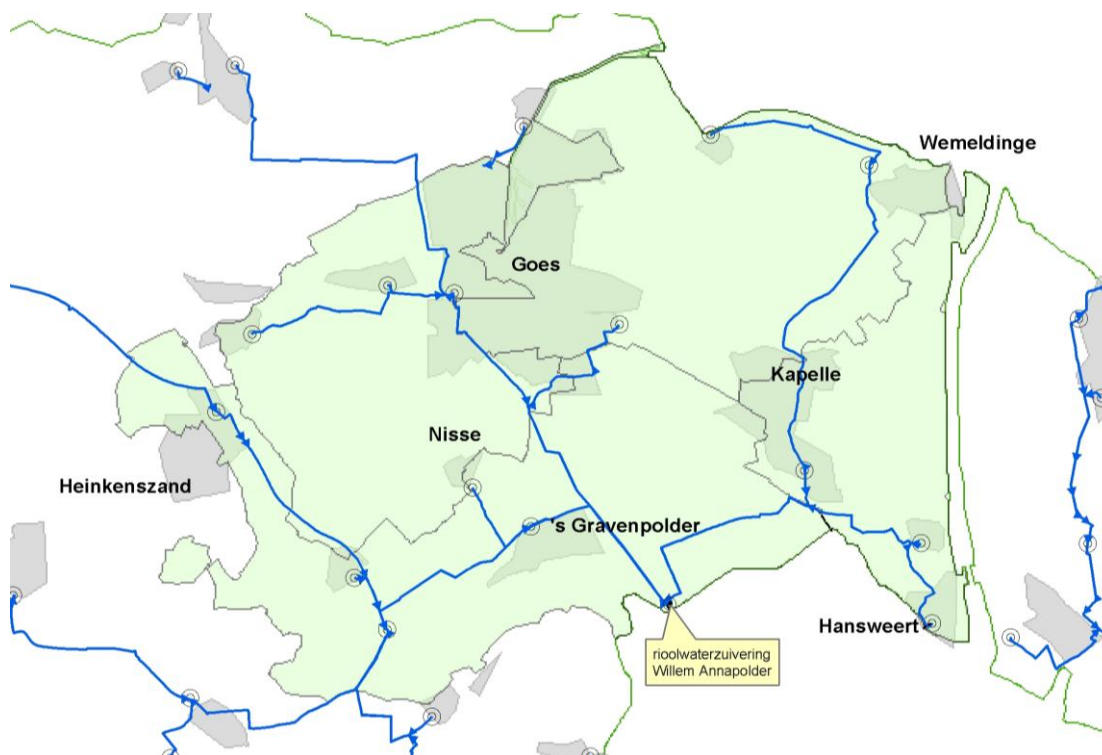 Wemeldinge
Goes
Kapelle
Nisse
Heinkenszand
's Gravenpolder
Hansweert
rioolwaterzuivering
Willem Annapolder